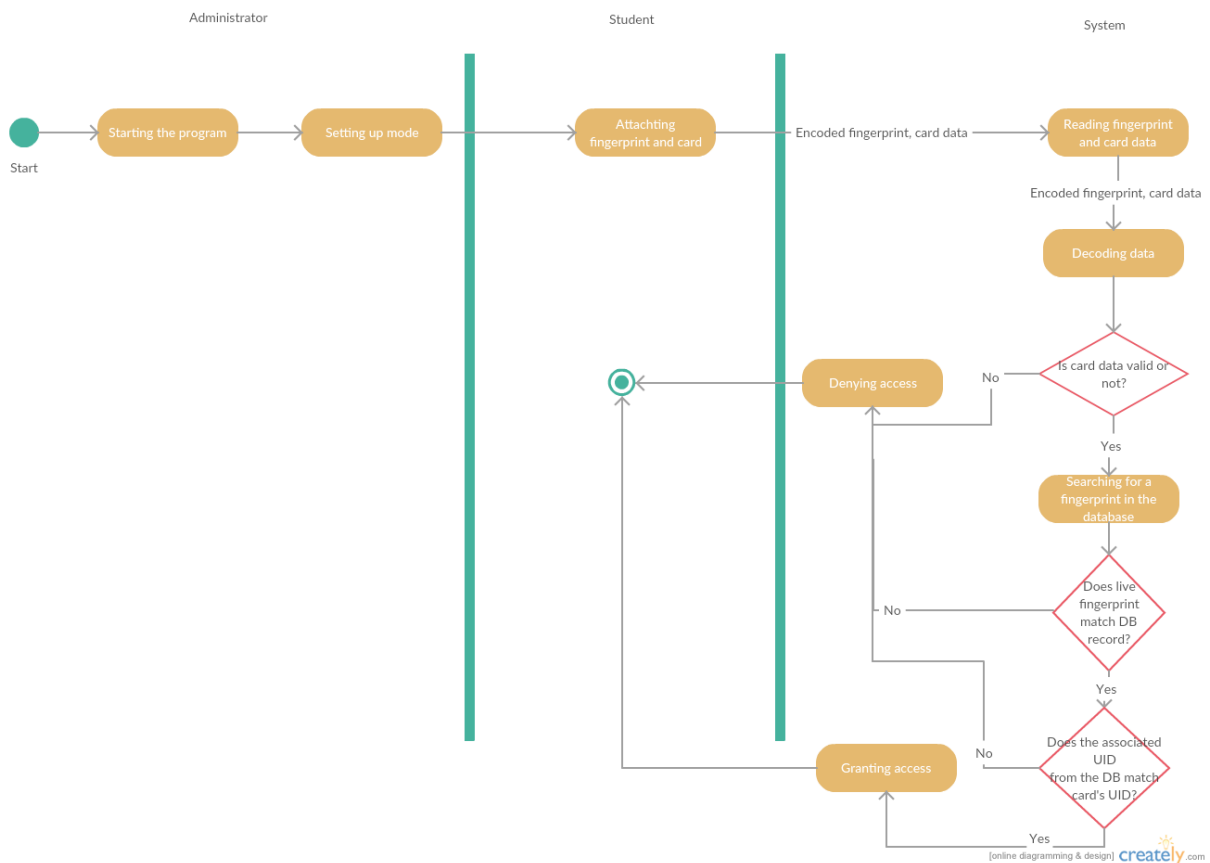 Administrator
Student
System
Starting the program
Setting up mode
Attachting
fingerprint and card
Encoded fingerprint, card data
Reading fingerprint
and card data
Start
Encoded fingerprint, card data
Decoding data
Is card data valid or
not?
No
Denying access
Yes
Searching for a
fingerprint in the
database
Does live
fingerprint
match DB
record?
No
Yes
Does the associated
UID
from the DB match
card's UID?
No
Granting access
Yes
[online diagramming & design] creately.com